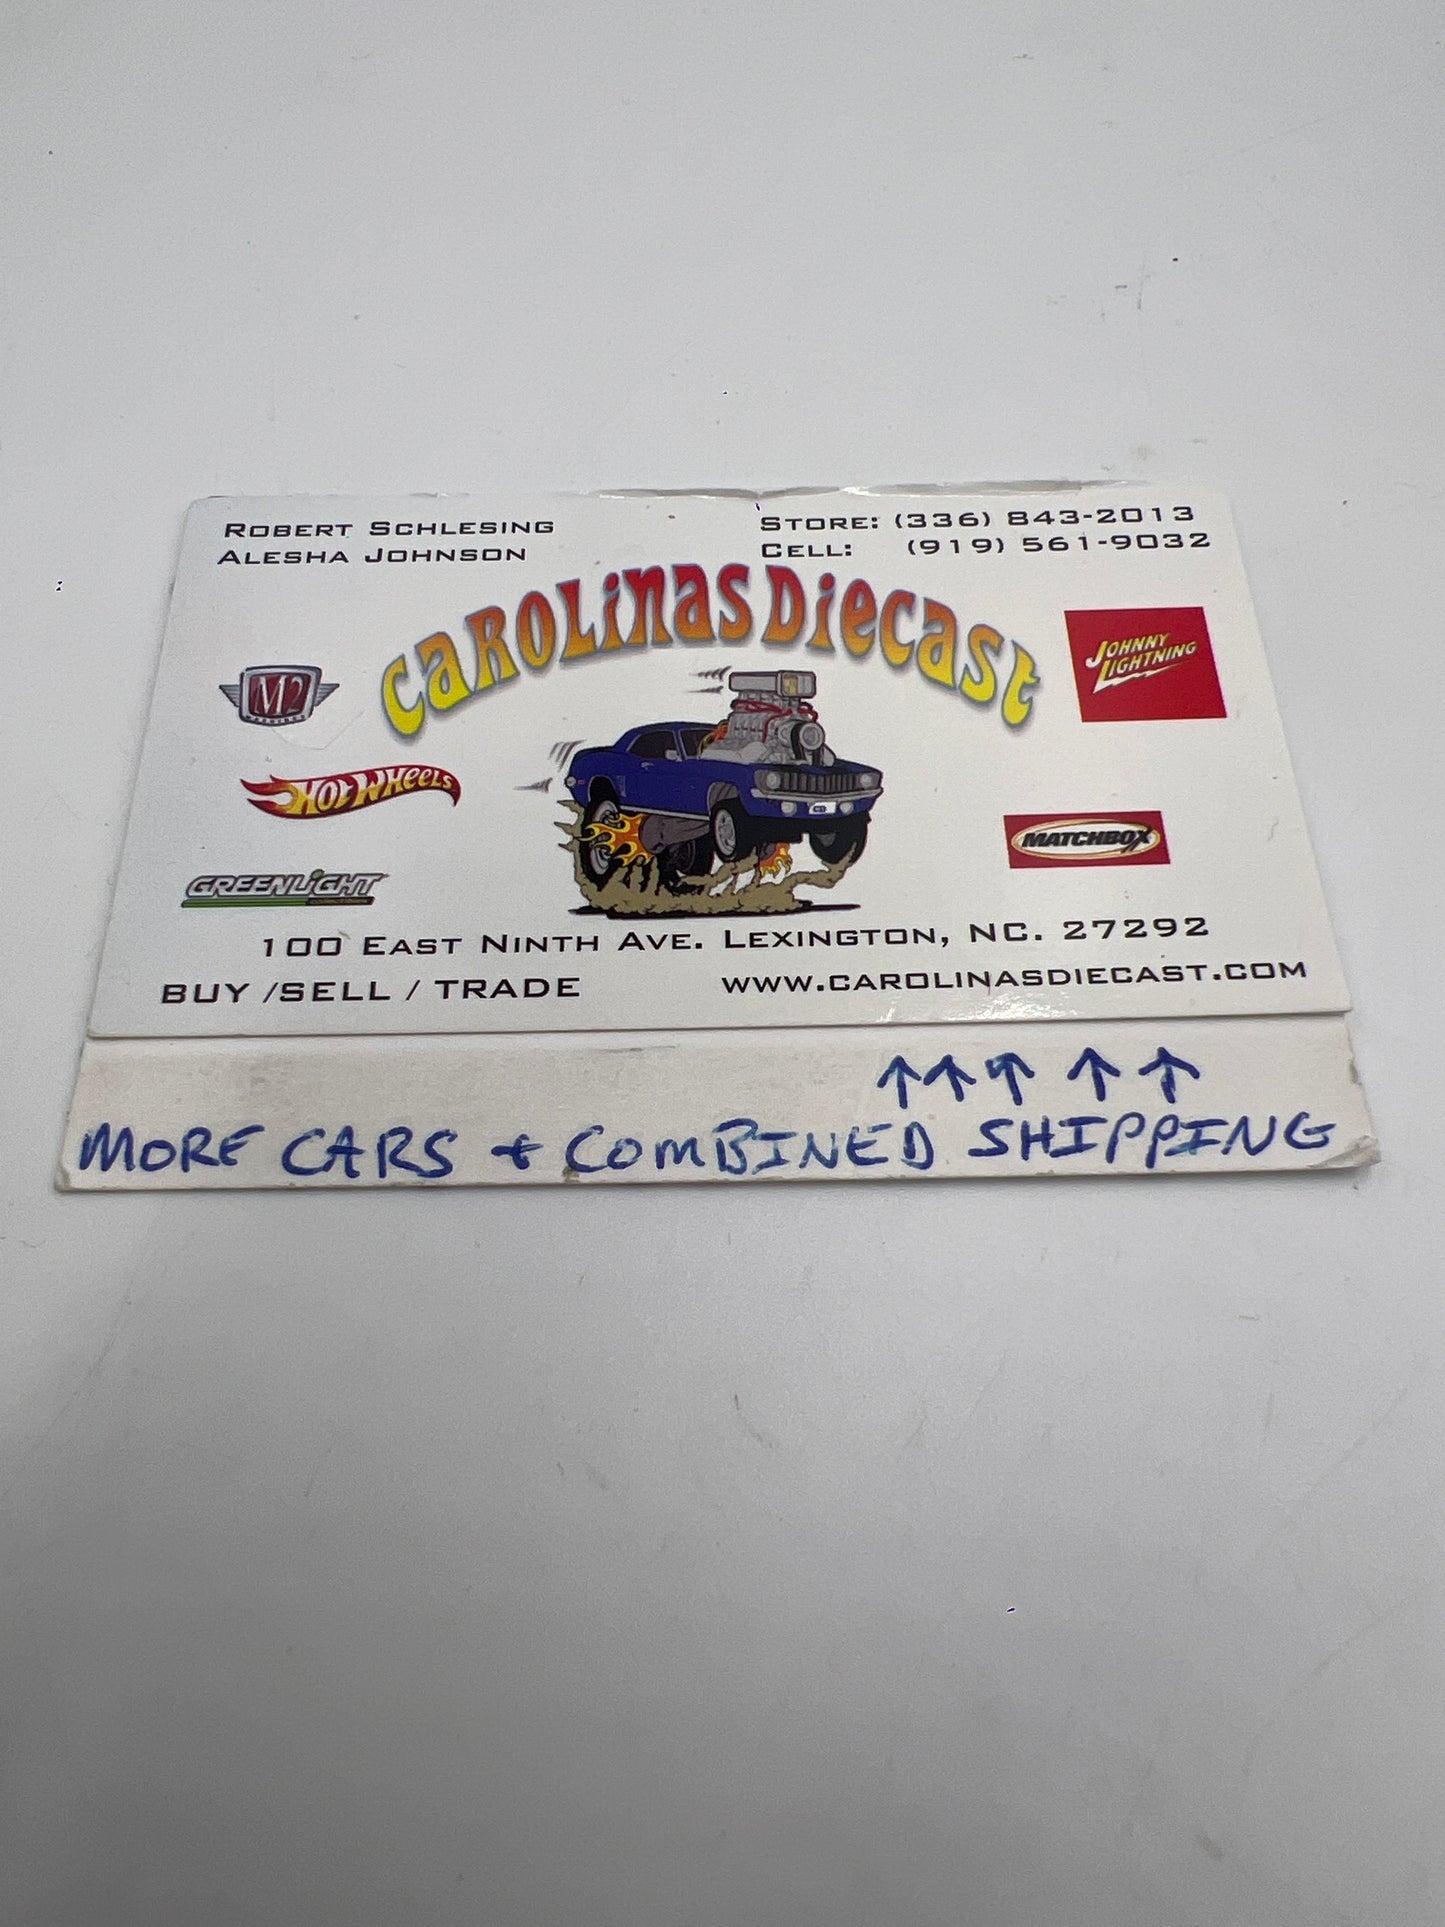 Robert Schlesing
Alesha Johnson
Store: (336) 843-2013
Cell: (919) 561-9032
Carolinas Diecast
M2
MACHINES
Johnny Lightning
Hot Wheels
MATCHBOX
GREENLiGHT
100 East Ninth Ave. Lexington, NC. 27292
BUY /SELL / TRADE
www.carolinasdiecast.com
↑ ↑ ↑ ↑ ↑
MORE CARS + COMBINED SHIPPING